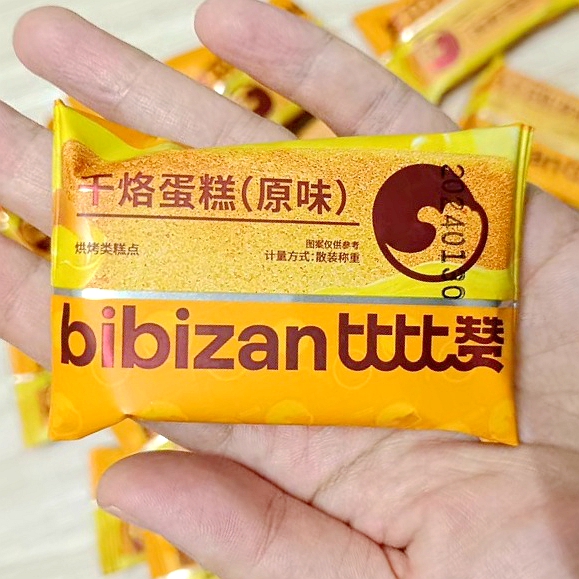 千烙蛋糕(原味)
烘烤类糕点
图案仅供参考
计量方式:散装称重
20240130
bibizan比比赞